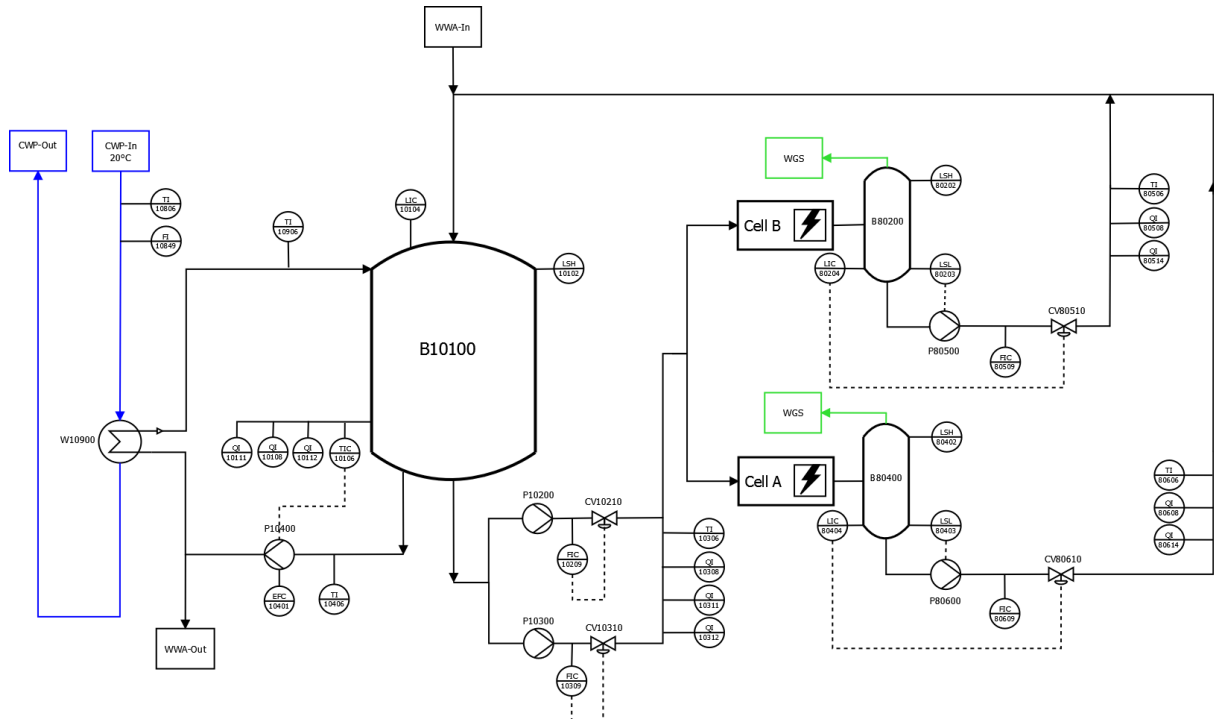 WWA-In
CWP-Out
CWP-In
20°C
TI
10806
FI
10849
TI
10906
LIC
10104
LSH
10102
B10100
W10900
QI
10111
QI
10108
QI
10112
TIC
10106
P10400
EFC
10401
TI
10406
WWA-Out
P10200
CV10210
FIC
10209
P10300
CV10310
FIC
10309
TI
10306
QI
10308
QI
10311
QI
10312
WGS
LSH
80202
Cell B
B80200
LIC
80204
LSL
80203
P80500
FIC
80509
CV80510
TI
80506
QI
80508
QI
80514
WGS
LSH
80402
Cell A
B80400
LIC
80404
LSL
80403
P80600
FIC
80609
CV80610
TI
80606
QI
80608
QI
80614